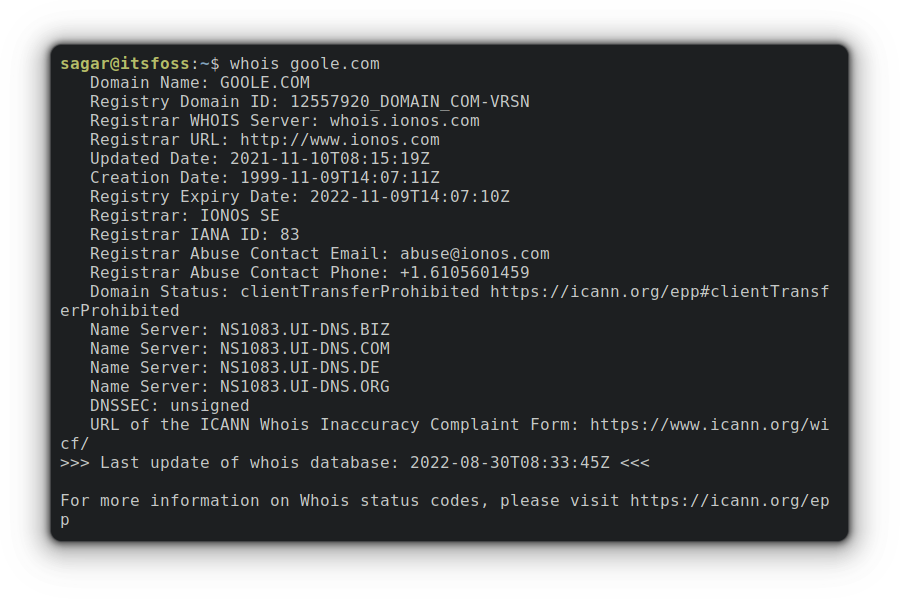 sagar@itsfoss:~$ whois goole.com
   Domain Name: GOOLE.COM
   Registry Domain ID: 12557920_DOMAIN_COM-VRSN
   Registrar WHOIS Server: whois.ionos.com
   Registrar URL: http://www.ionos.com
   Updated Date: 2021-11-10T08:15:19Z
   Creation Date: 1999-11-09T14:07:11Z
   Registry Expiry Date: 2022-11-09T14:07:10Z
   Registrar: IONOS SE
   Registrar IANA ID: 83
   Registrar Abuse Contact Email: abuse@ionos.com
   Registrar Abuse Contact Phone: +1.6105601459
   Domain Status: clientTransferProhibited https://icann.org/epp#clientTransf
erProhibited
   Name Server: NS1083.UI-DNS.BIZ
   Name Server: NS1083.UI-DNS.COM
   Name Server: NS1083.UI-DNS.DE
   Name Server: NS1083.UI-DNS.ORG
   DNSSEC: unsigned
   URL of the ICANN Whois Inaccuracy Complaint Form: https://www.icann.org/wi
cf/
>>> Last update of whois database: 2022-08-30T08:33:45Z <<<

For more information on Whois status codes, please visit https://icann.org/ep
p